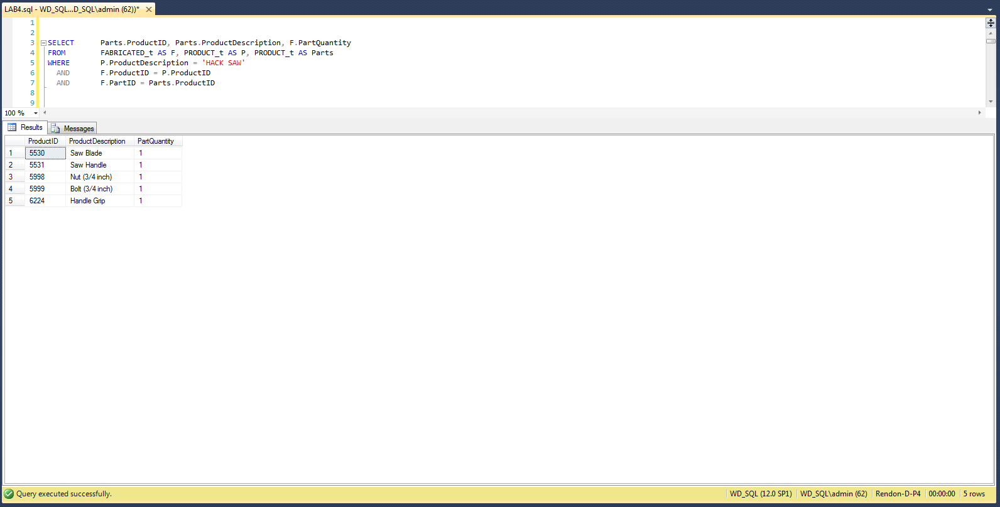 LAB4.sql - WD_SQL...D_SQL\admin (62))*
1
2
3 SELECT Parts.ProductID, Parts.ProductDescription, F.PartQuantity
4 FROM FABRICATED_t AS F, PRODUCT_t AS P, PRODUCT_t AS Parts
5 WHERE P.ProductDescription = 'HACK SAW'
6 AND F.ProductID = P.ProductID
7 AND F.PartID = Parts.ProductID
8
9
100 %
Results Messages
ProductID ProductDescription PartQuantity
1 5530 Saw Blade 1
2 5531 Saw Handle 1
3 5998 Nut (3/4 inch) 1
4 5999 Bolt (3/4 inch) 1
5 6224 Handle Grip 1
Query executed successfully. WD_SQL (12.0 SP1) WD_SQL\admin (62) Rendon-D-P4 00:00:00 5 rows